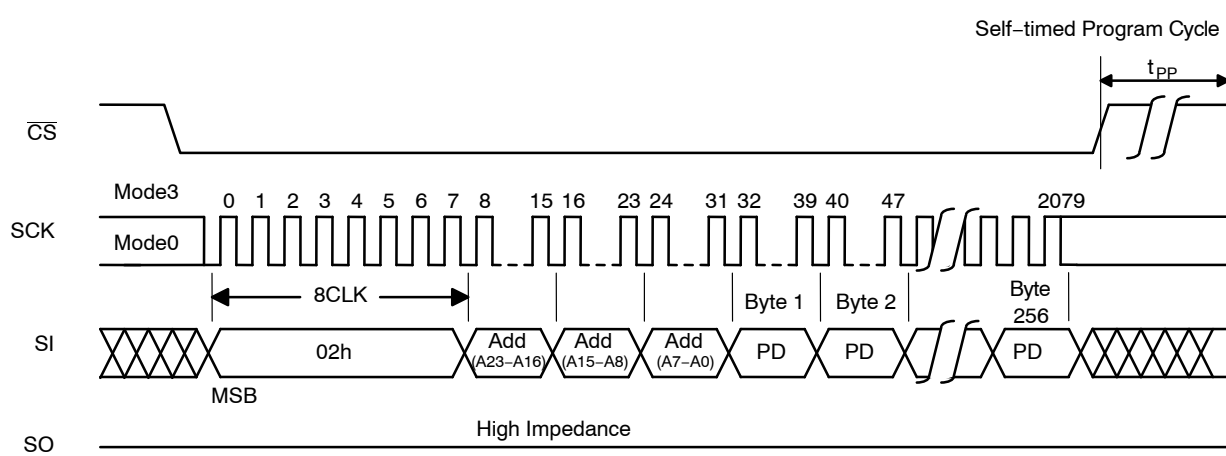 Self−timed Program Cycle
tPP
CS
Mode3
0 1 2 3 4 5 6 7 8 15 16 23 24 31 32 39 40 47 2079
SCK
Mode0
8CLK
Byte 1
Byte 2
Byte
256
SI
02h
Add
(A23−A16)
Add
(A15−A8)
Add
(A7−A0)
PD
PD
PD
MSB
High Impedance
SO